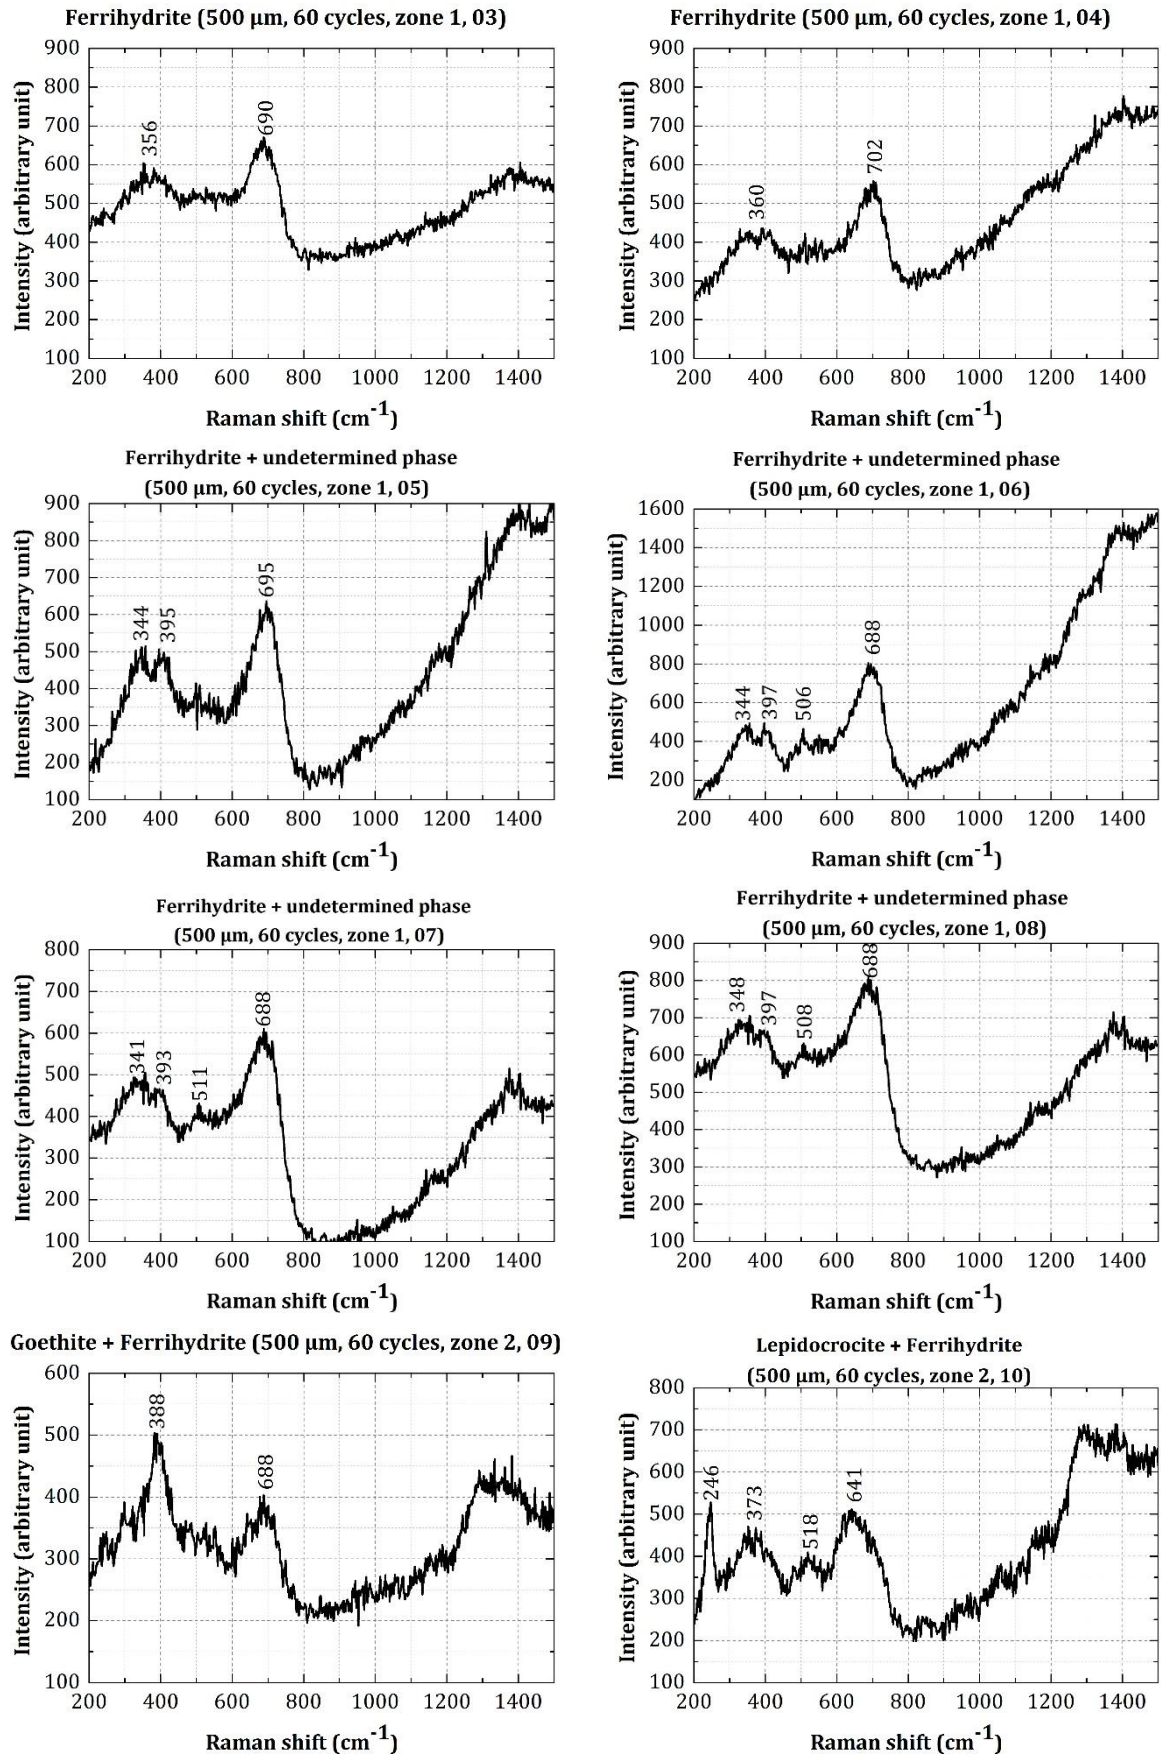 Ferrihydrite (500 µm, 60 cycles, zone 1, 03)
900
800
700
600
500
400
300
200
100
356
690
200 400 600 800 1000 1200 1400
Intensity (arbitrary unit)
Raman shift (cm-1)
Ferrihydrite (500 µm, 60 cycles, zone 1, 04)
900
800
700
600
500
400
300
200
100
360
702
200 400 600 800 1000 1200 1400
Intensity (arbitrary unit)
Raman shift (cm-1)
Ferrihydrite + undetermined phase
(500 µm, 60 cycles, zone 1, 05)
900
800
700
600
500
400
300
200
100
344
395
695
200 400 600 800 1000 1200 1400
Intensity (arbitrary unit)
Raman shift (cm-1)
Ferrihydrite + undetermined phase
(500 µm, 60 cycles, zone 1, 06)
1600
1400
1200
1000
800
600
400
200
344
397
506
688
200 400 600 800 1000 1200 1400
Intensity (arbitrary unit)
Raman shift (cm-1)
Ferrihydrite + undetermined phase
(500 µm, 60 cycles, zone 1, 07)
800
700
600
500
400
300
200
100
341
393
511
688
200 400 600 800 1000 1200 1400
Intensity (arbitrary unit)
Raman shift (cm-1)
Ferrihydrite + undetermined phase
(500 µm, 60 cycles, zone 1, 08)
900
800
700
600
500
400
300
200
100
348
397
508
688
200 400 600 800 1000 1200 1400
Intensity (arbitrary unit)
Raman shift (cm-1)
Goethite + Ferrihydrite (500 µm, 60 cycles, zone 2, 09)
600
500
400
300
200
100
388
688
200 400 600 800 1000 1200 1400
Intensity (arbitrary unit)
Raman shift (cm-1)
Lepidocrocite + Ferrihydrite
(500 µm, 60 cycles, zone 2, 10)
800
700
600
500
400
300
200
100
246
373
518
641
200 400 600 800 1000 1200 1400
Intensity (arbitrary unit)
Raman shift (cm-1)